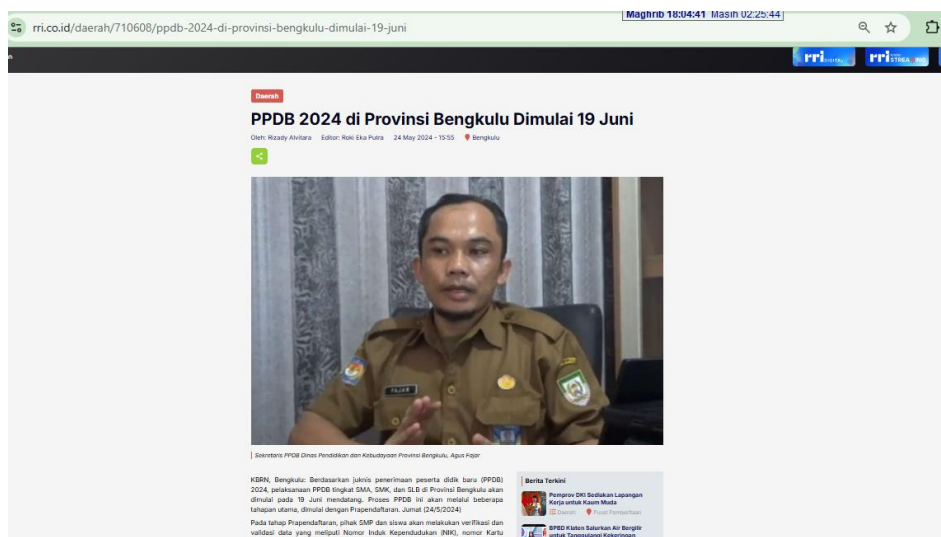 Maghrib 18:04:41 Masih 02:25:44
rri.co.id/daerah/710608/ppdb-2024-di-provinsi-bengkulu-dimulai-19-juni
rri
rri
Daerah
PPDB 2024 di Provinsi Bengkulu Dimulai 19 Juni
Oleh: Rizady Alvitara Editor: Roki Eka Putra 24 May 2024 - 15:55 Bengkulu
FAJAR
Sekretaris PPDB Dinas Pendidikan dan Kebudayaan Provinsi Bengkulu, Agus Fajar
KBRN, Bengkulu: Berdasarkan juknis penerimaan peserta didik baru (PPDB)
2024, pelaksanaan PPDB tingkat SMA, SMK, dan SLB di Provinsi Bengkulu akan
dimulai pada 19 Juni mendatang. Proses PPDB ini akan melalui beberapa
tahapan utama, dimulai dengan Prapendaftaran. Jumat (24/5/2024)
Pada tahap Prapendaftaran, pihak SMP dan siswa akan melakukan verifikasi dan
validasi data yang meliputi Nomor Induk Kependudukan (NIK), nomor Kartu
Berita Terkini
Pemprov DKI Sediakan Lapangan
Kerja untuk Kaum Muda
Daerah Pusat Pemberitaan
BPBD Klaten Salurkan Air Bergilir
untuk Tanggulangi Kekeringan